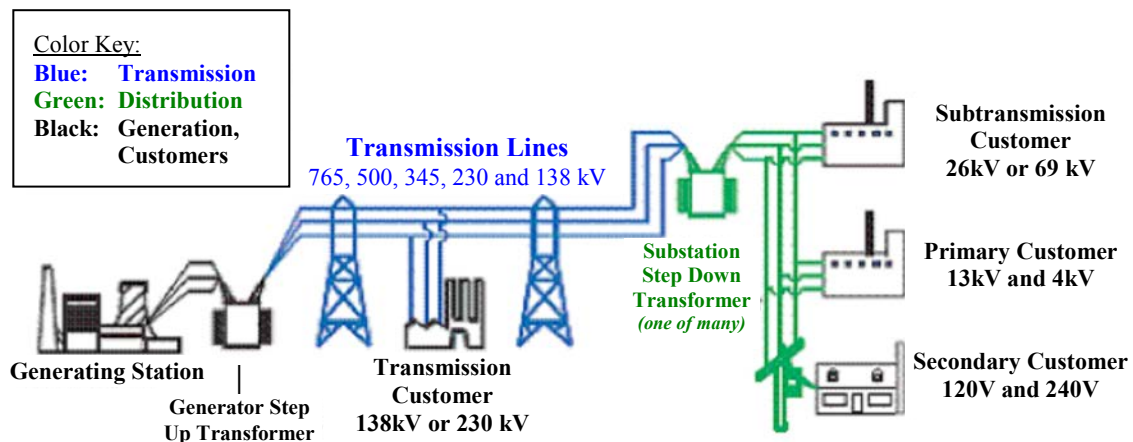 Color Key:
Blue: Transmission
Green: Distribution
Black: Generation,
Customers
Transmission Lines
765, 500, 345, 230 and 138 kV
Subtransmission
Customer
26kV or 69 kV
Substation
Step Down
Transformer
(one of many)
Primary Customer
13kV and 4kV
Generating Station
Generator Step
Up Transformer
Transmission
Customer
138kV or 230 kV
Secondary Customer
120V and 240V